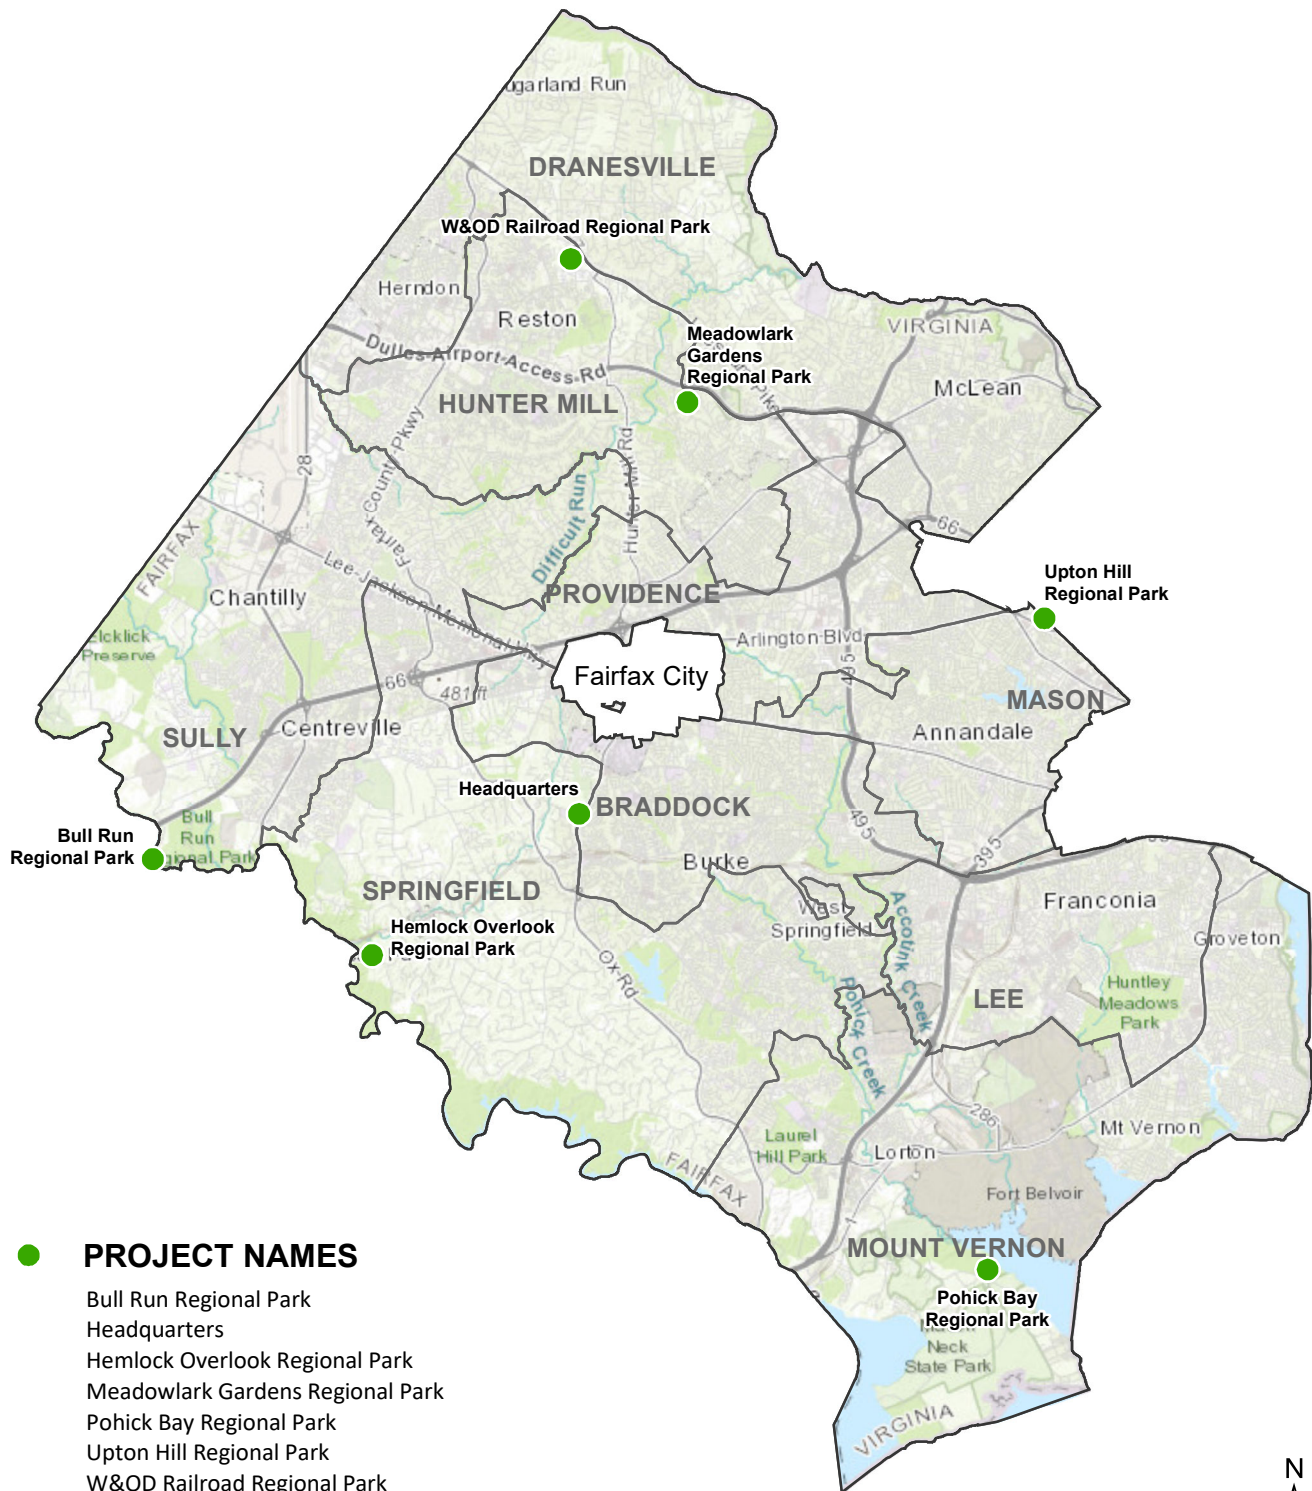 ugarland Run
DRANESVILLE
W&OD Railroad Regional Park
Herndon
Reston
VIRGINIA
Meadowlark
Gardens
Regional Park
Dulles Airport Access Rd
McLean
HUNTER MILL
Pike
Fairfax County Pkwy
28
Hunter Mill Rd
Difficult Run
66
FAIRFAX
Lee Jackson Memorial Hwy
Upton Hill
Regional Park
Chantilly
PROVIDENCE
Elcklick
Preserve
Arlington Blvd
495
Fairfax City
66
481 ft
MASON
SULLY
Centreville
Annandale
Headquarters
BRADDOCK
Bull
Run
gional Park
Bull Run
Regional Park
495
395
Burke
SPRINGFIELD
Franconia
West
Springfield
Accotink Creek
Hemlock Overlook
Regional Park
Groveton
Ox Rd
Huntley
Meadows
Park
LEE
Pohick Creek
286
Laurel
Hill Park
Mt Vernon
Lorton
FAIRFAX
Fort Belvoir
1
MOUNT VERNON
Pohick Bay
Regional Park
Neck
State Park
VIRGINIA
PROJECT NAMES
Bull Run Regional Park
Headquarters
Hemlock Overlook Regional Park
Meadowlark Gardens Regional Park
Pohick Bay Regional Park
Upton Hill Regional Park
W&OD Railroad Regional Park
N